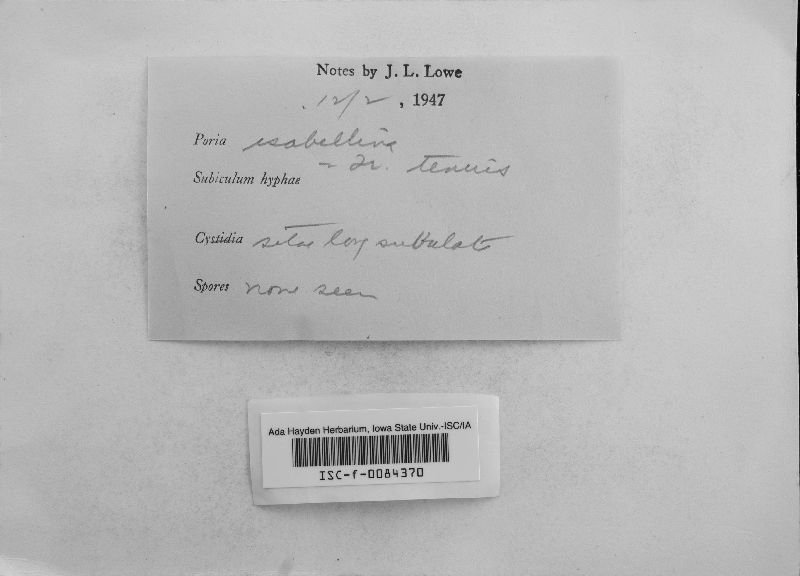 Notes by J. L. Lowe
12/2, 1947
Poria isabellina
= Tr. tenuis
Subiculum hyphae
Cystidia setae long subulate
Spores none seen
Ada Hayden Herbarium, Iowa State Univ.-ISC/IA
ISC-f-0084370